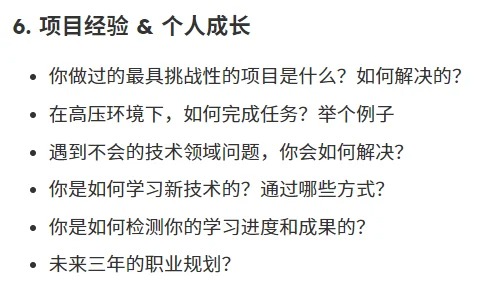 6. 项目经验 & 个人成长
• 你做过的最具挑战性的项目是什么？如何解决的？
• 在高压环境下，如何完成任务？举个例子
• 遇到不会的技术领域问题，你会如何解决？
• 你是如何学习新技术的？通过哪些方式？
• 你是如何检测你的学习进度和成果的？
• 未来三年的职业规划？